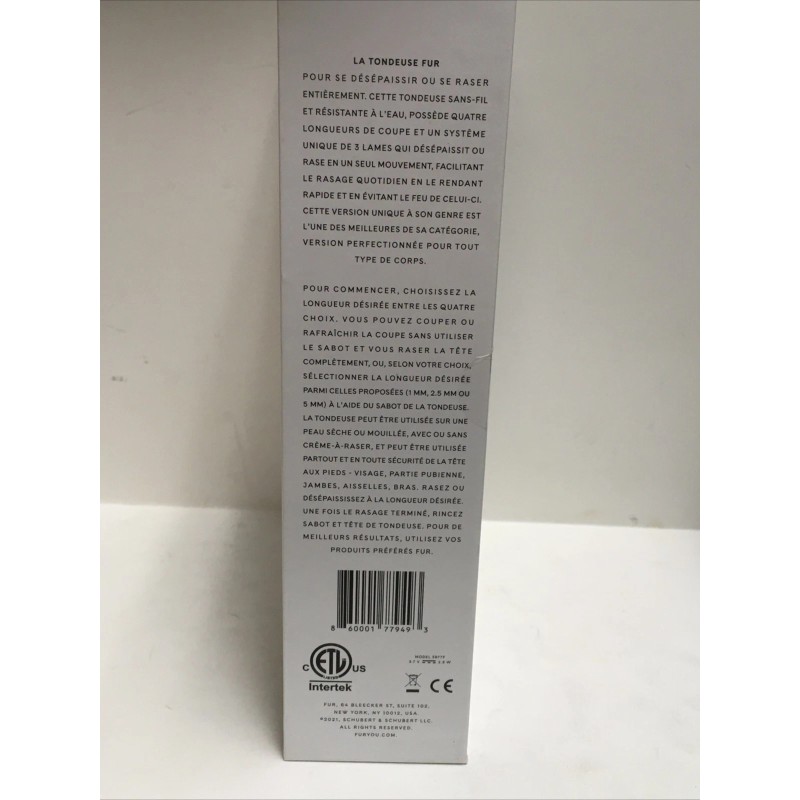 LA TONDEUSE FUR
POUR SE DÉSÉPAISSIR OU SE RASER
ENTIÈREMENT. CETTE TONDEUSE SANS-FIL
ET RÉSISTANTE À L'EAU, POSSÈDE QUATRE
LONGUEURS DE COUPE ET UN SYSTÈME
UNIQUE DE 3 LAMES QUI DÉSÉPAISSIT OU
RASE EN UN SEUL MOUVEMENT, FACILITANT
LE RASAGE QUOTIDIEN EN LE RENDANT
RAPIDE ET EN ÉVITANT LE FEU DE CELUI-CI.
CETTE VERSION UNIQUE À SON GENRE EST
L'UNE DES MEILLEURES DE SA CATÉGORIE,
VERSION PERFECTIONNÉE POUR TOUT
TYPE DE CORPS.
POUR COMMENCER, CHOISISSEZ LA
LONGUEUR DÉSIRÉE ENTRE LES QUATRE
CHOIX. VOUS POUVEZ COUPER OU
RAFRAÎCHIR LA COUPE SANS UTILISER
LE SABOT ET VOUS RASER LA TÊTE
COMPLÈTEMENT, OU, SELON VOTRE CHOIX,
SÉLECTIONNER LA LONGUEUR DÉSIRÉE
PARMI CELLES PROPOSÉES (1 MM, 2.5 MM OU
5 MM) À L'AIDE DU SABOT DE LA TONDEUSE.
LA TONDEUSE PEUT ÊTRE UTILISÉE SUR UNE
PEAU SÈCHE OU MOUILLÉE, AVEC OU SANS
CRÈME-À-RASER, ET PEUT ÊTRE UTILISÉE
PARTOUT ET EN TOUTE SÉCURITÉ DE LA TÊTE
AUX PIEDS - VISAGE, PARTIE PUBIENNE,
JAMBES, AISSELLES, BRAS. RASEZ OU
DÉSÉPAISSISSEZ À LA LONGUEUR DÉSIRÉE.
UNE FOIS LE RASAGE TERMINÉ, RINCEZ
SABOT ET TÊTE DE TONDEUSE. POUR DE
MEILLEURS RÉSULTATS, UTILISEZ VOS
PRODUITS PRÉFÉRÉS FUR.
8 60001 77949 3
C ETL US
Intertek
MODEL
CE
FUR, 64 BLEECKER ST, SUITE 102,
NEW YORK, NY 10012, USA.
©2021, SCHUBERT & SCHUBERT LLC.
ALL RIGHTS RESERVED.
FURYOU.COM